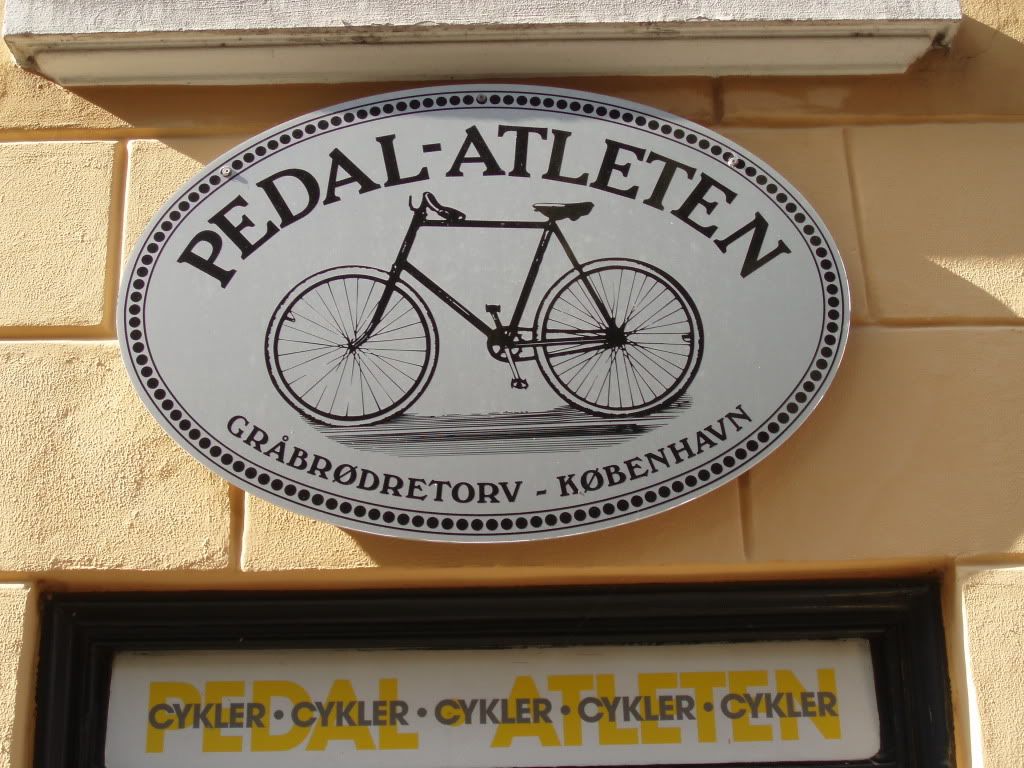 PEDAL-ATLETEN
GRÅBRØDRETORV - KØBENHAVN
PEDAL - ATLETEN
CYKLER · CYKLER · CYKLER · CYKLER · CYKLER